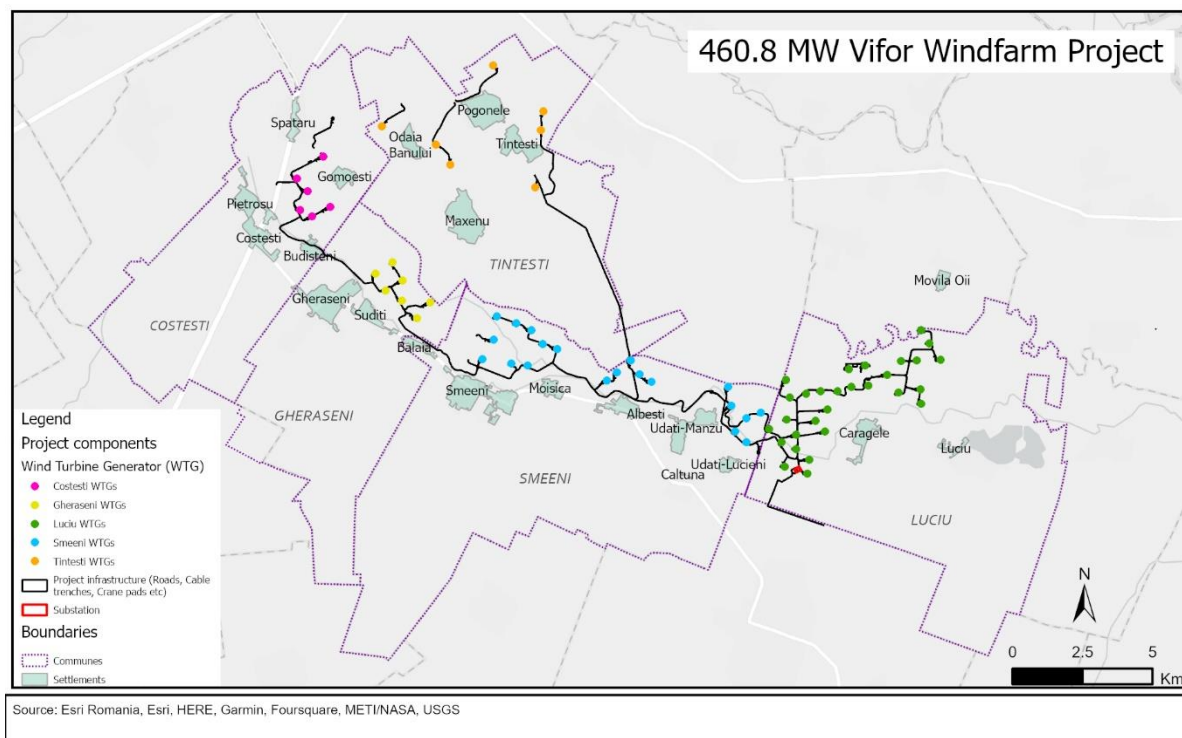 460.8 MW Vifor Windfarm Project
Pogonele
Spataru
Odaia
Banului
Tintesti
Gomoesti
Pietrosu
Maxenu
Costesti
Budisteni
TINTESTI
Movila Oii
Gheraseni
Suditi
COSTESTI
Balaia
Smeeni
Moisica
GHERASENI
Albesti
Udati-Manzu
Caragele
Luciu
Udati-Lucieni
Caltuna
SMEENI
LUCIU
Legend
Project components
Wind Turbine Generator (WTG)
Costesti WTGs
Gheraseni WTGs
Luciu WTGs
Smeeni WTGs
Tintesti WTGs
Project infrastructure (Roads, Cable
trenches, Crane pads etc)
Substation
Boundaries
Communes
Settlements
N
0 2.5 5
Km
Source: Esri Romania, Esri, HERE, Garmin, Foursquare, METI/NASA, USGS